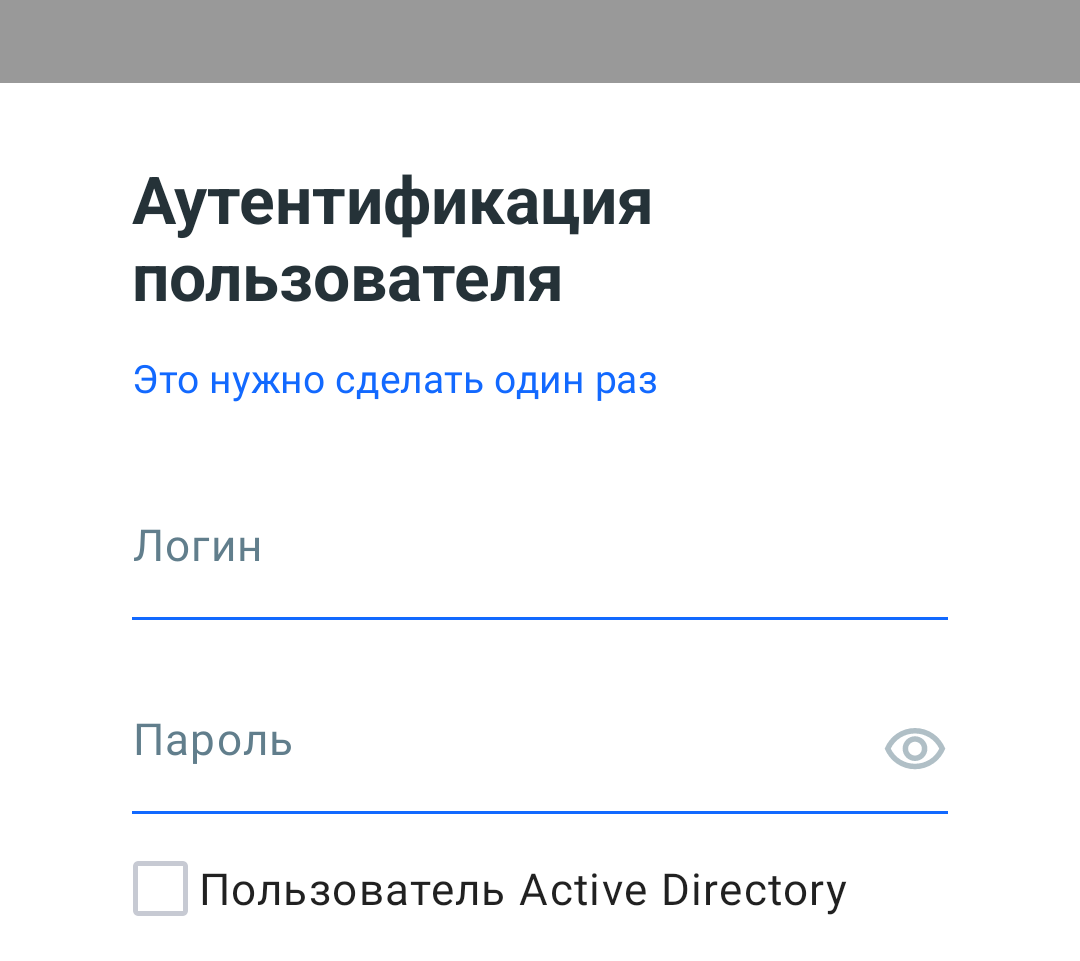 Аутентификация
пользователя
Это нужно сделать один раз
Логин
Пароль
Пользователь Active Directory